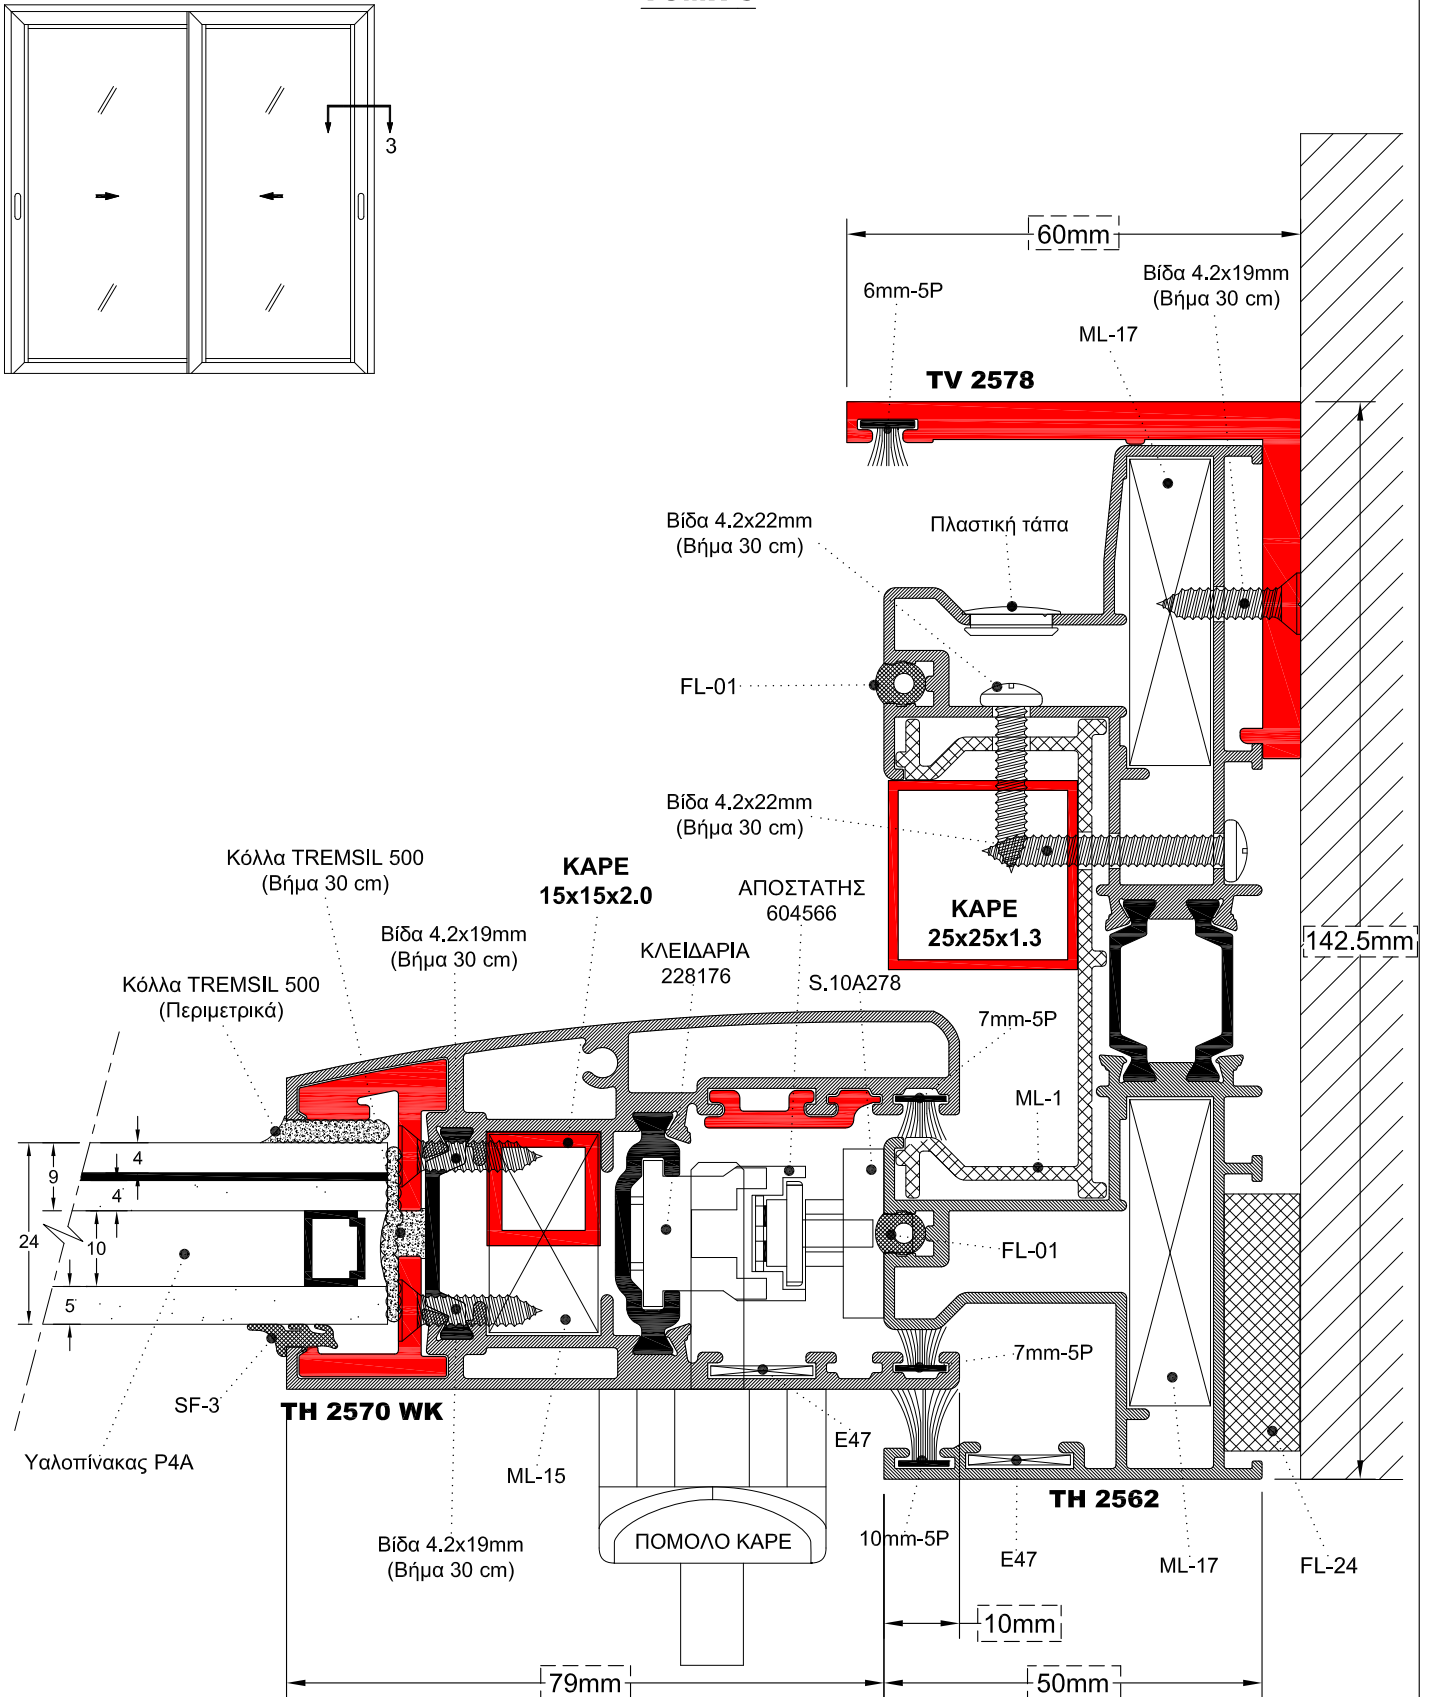 3
60mm
Βίδα 4.2x19mm
(Βήμα 30 cm)
6mm-5P
ML-17
TV 2578
Βίδα 4.2x22mm
(Βήμα 30 cm)
Πλαστική τάπα
FL-01
Βίδα 4.2x22mm
(Βήμα 30 cm)
Κόλλα TREMSIL 500
(Βήμα 30 cm)
ΚΑΡΕ
15x15x2.0
ΑΠΟΣΤΑΤΗΣ
604566
ΚΑΡΕ
25x25x1.3
142.5mm
Βίδα 4.2x19mm
(Βήμα 30 cm)
ΚΛΕΙΔΑΡΙΑ
228176
S.10A278
Κόλλα TREMSIL 500
(Περιμετρικά)
7mm-5P
ML-1
4
9
4
24
10
5
FL-01
7mm-5P
SF-3
TH 2570 WK
E47
Υαλοπίνακας P4A
ML-15
TH 2562
ΠΟΜΟΛΟ ΚΑΡΕ
10mm-5P
Βίδα 4.2x19mm
(Βήμα 30 cm)
E47
ML-17
FL-24
10mm
79mm
50mm